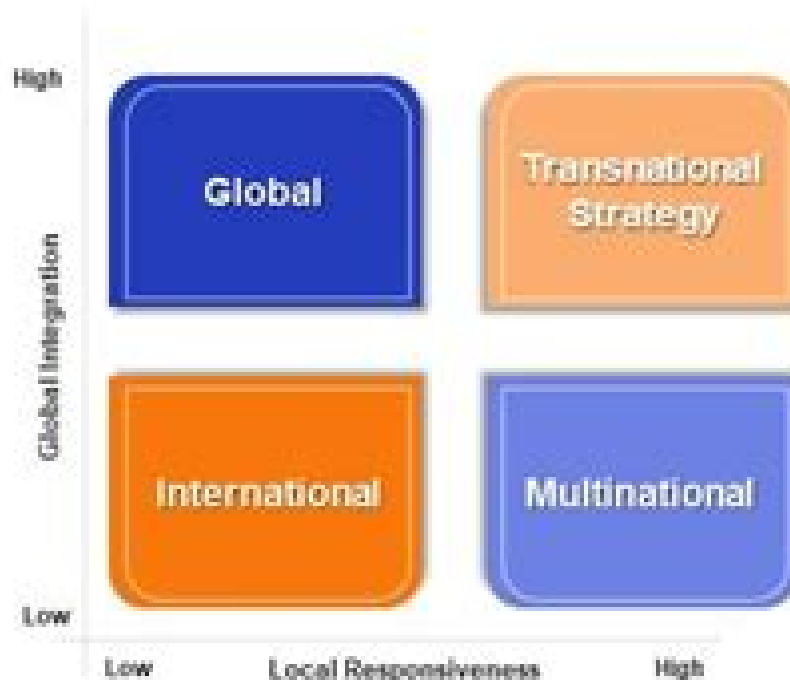 High
Global
Transnational
Strategy
Global Integration
International
Multinational
Low
Low
Local Responsiveness
High